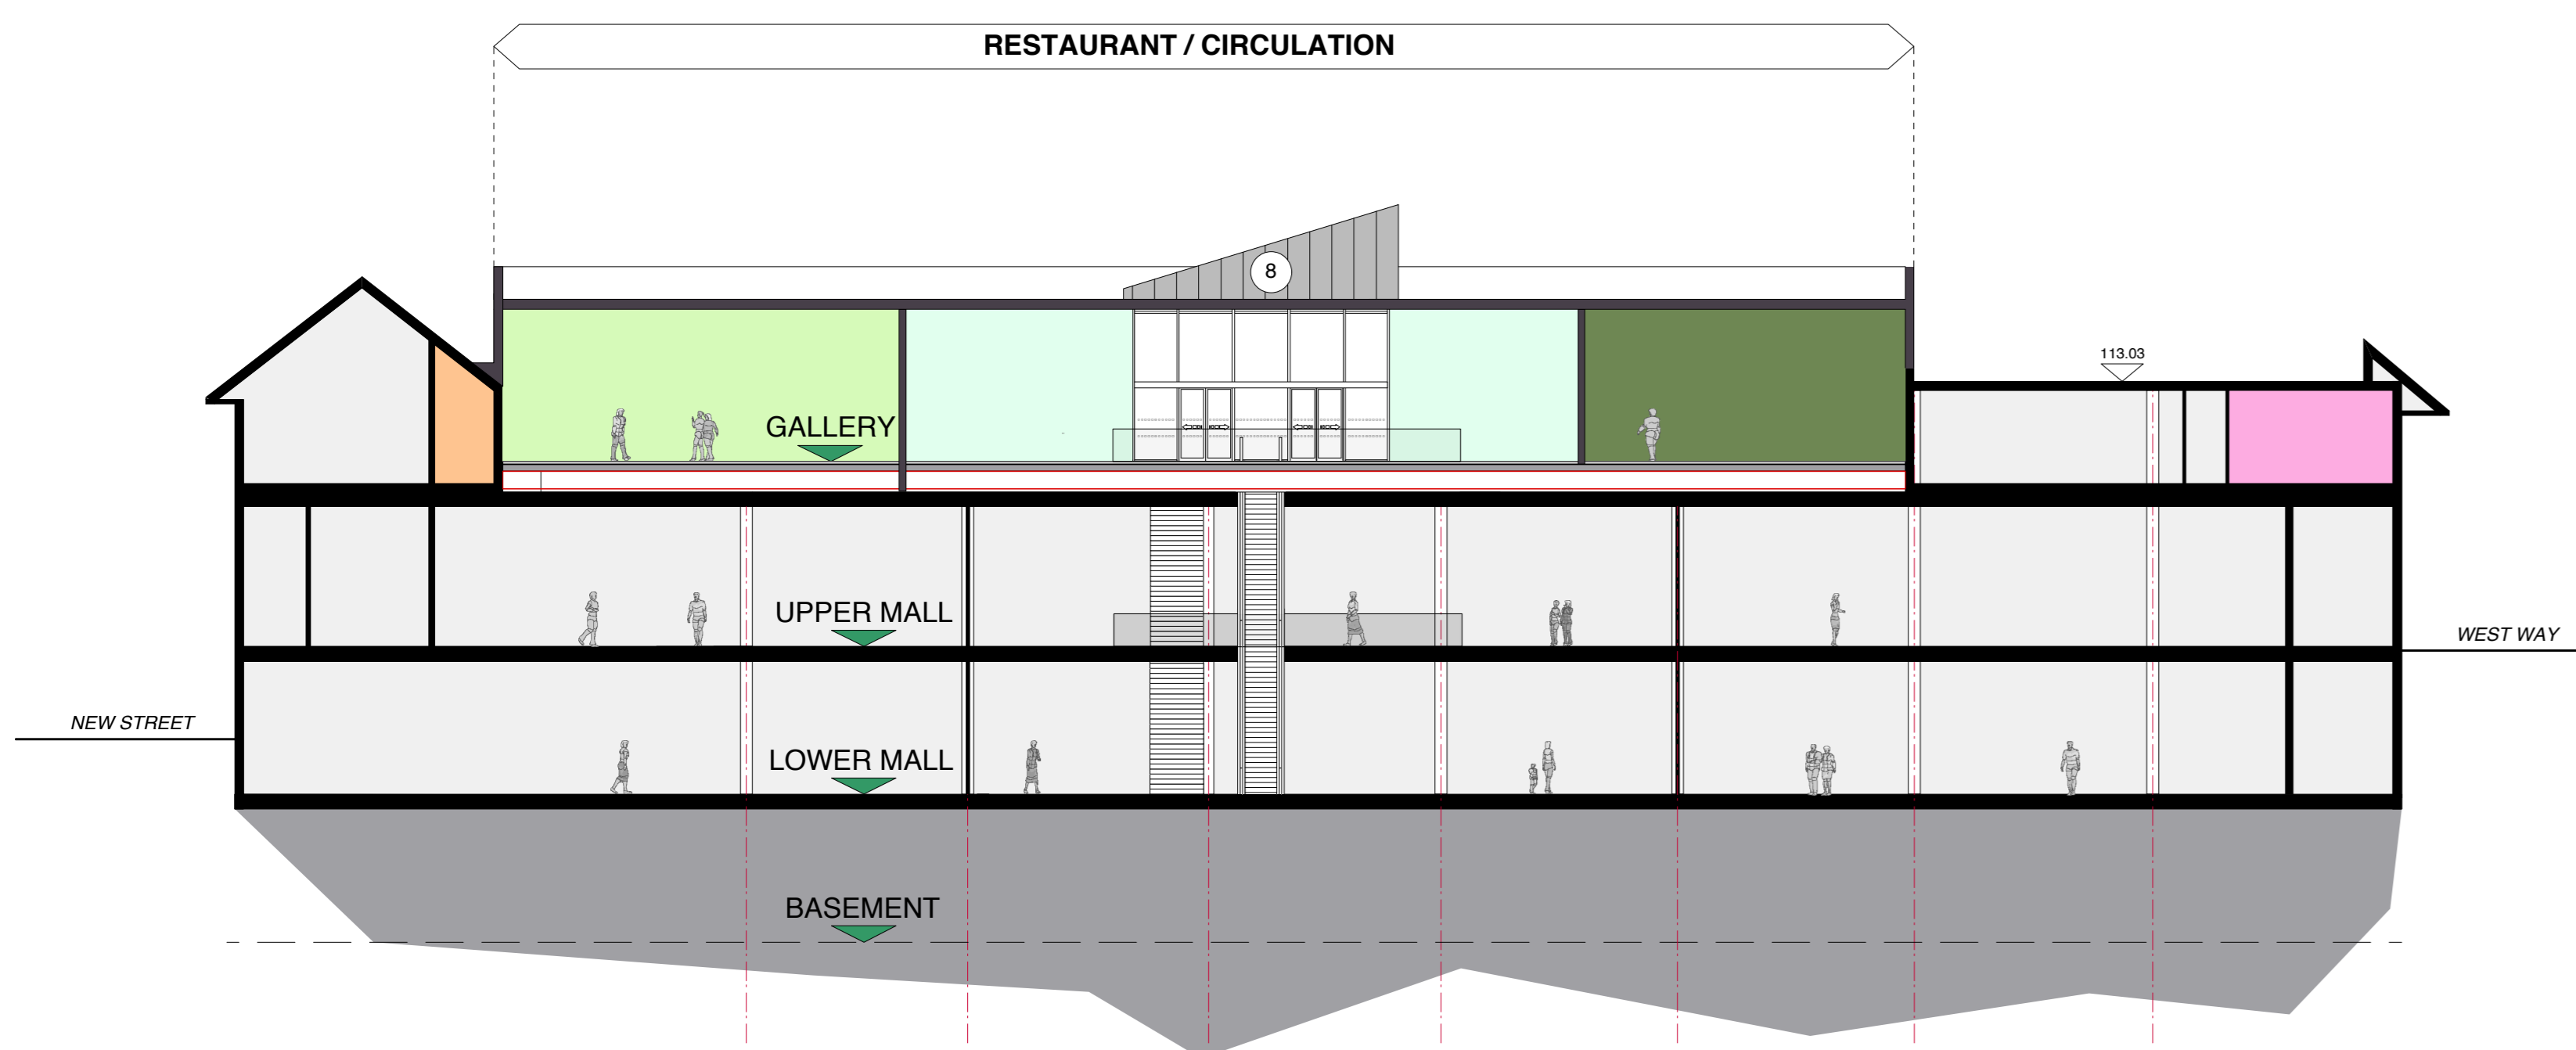 RESTAURANT / CIRCULATION
8
113.03
GALLERY
UPPER MALL
WEST WAY
NEW STREET
LOWER MALL
BASEMENT